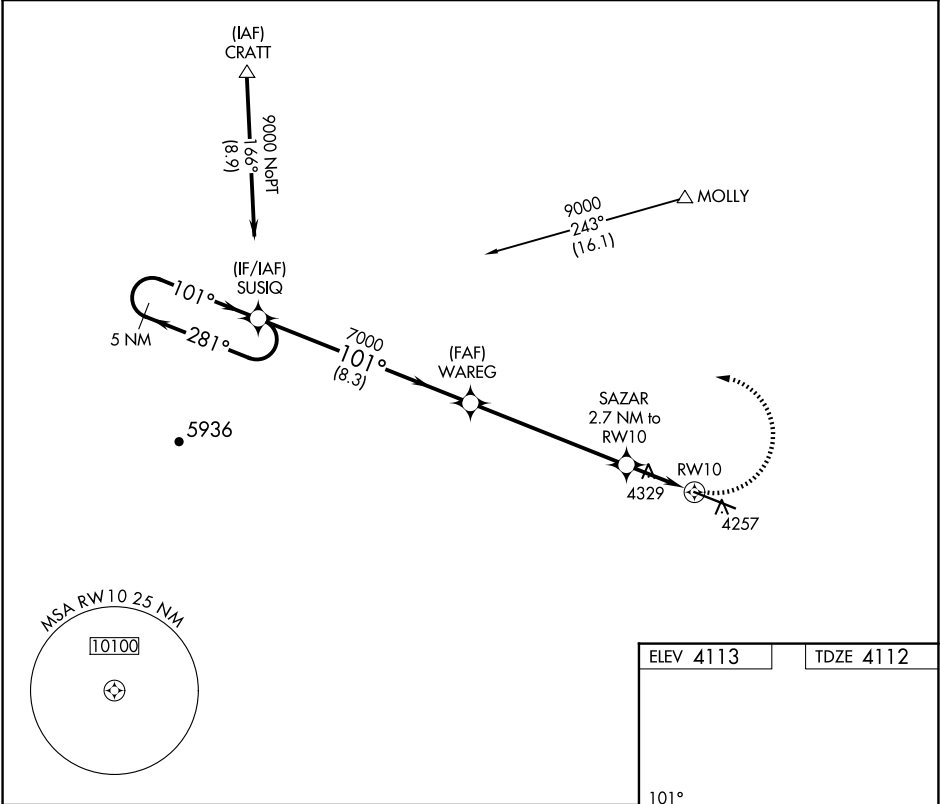 (IAF)
CRATT
9000 NoPT
166°
(8.9)
MOLLY
9000
243°
(16.1)
(IF/IAF)
SUSIQ
101°
281°
5 NM
7000
101°
(8.3)
(FAF)
WAREG
SAZAR
2.7 NM to
RW10
RW10
5936
4329
4257
MSA RW10 25 NM
10100
ELEV 4113
TDZE 4112
101°